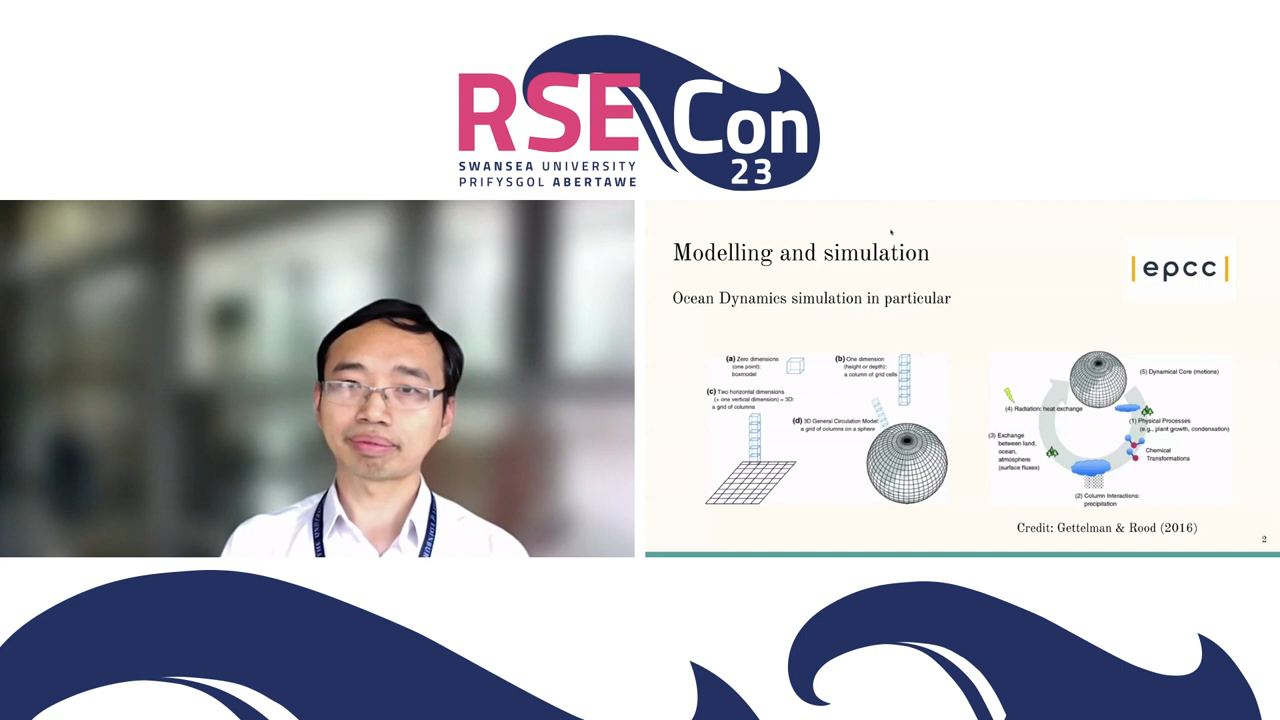 RSE Con
23
SWANSEA UNIVERSITY
PRIFYSGOL ABERTAWE
Modelling and simulation
|epcc|
Ocean Dynamics simulation in particular
(a) Zero dimensions
(one point):
boxmodel
(b) One dimension
(height or depth):
a column of grid cells
(c) Two horizontal dimensions
(+ one vertical dimension) = 3D:
a grid of columns
(d) 3D General Circulation Model:
a grid of columns on a sphere
(5) Dynamical Core (motions)
(4) Radiation: heat exchange
(1) Physical Processes
(e.g., plant growth, condensation)
(3) Exchange
between land,
ocean,
atmosphere
(surface fluxes)
Chemical
Transformations
(2) Column Interactions:
precipitation
Credit: Gettelman & Rood (2016)
2